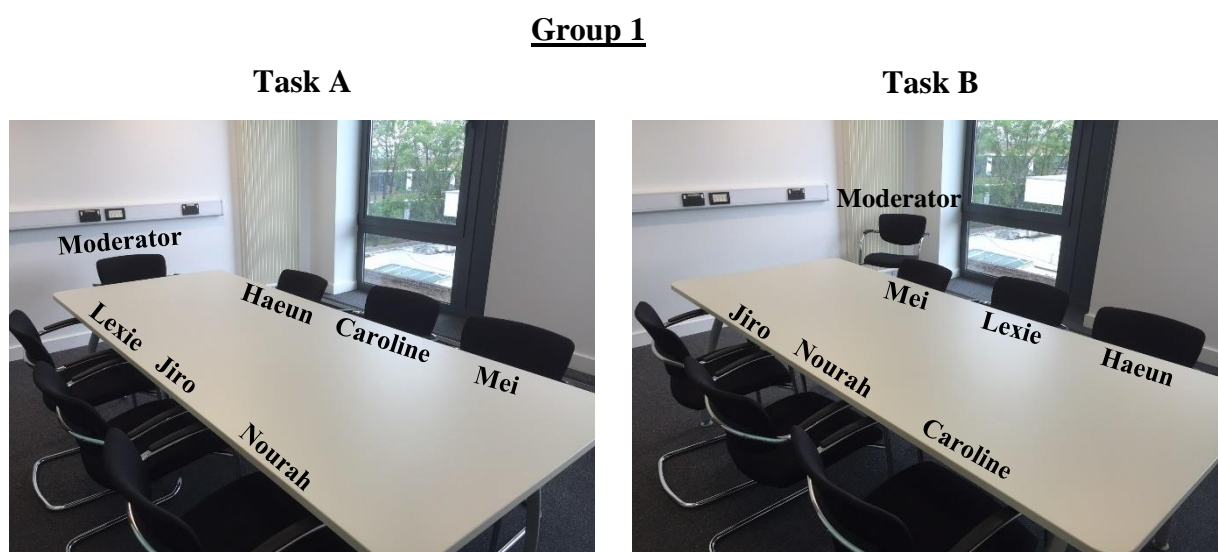 Group 1
Task A
Task B
Moderator
Haeun
Caroline
Mei
Lexie
Jiro
Nourah
Moderator
Mei
Lexie
Haeun
Jiro
Nourah
Caroline